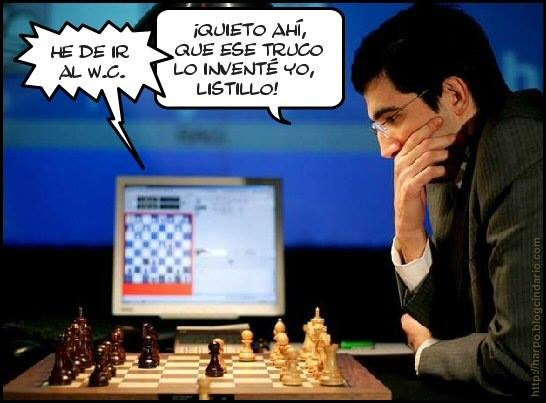 HE DE IR
AL W.C.
¡QUIETO AHÍ,
QUE ESE TRUCO
LO INVENTÉ YO,
LISTILLO!
http://harpo.blogcindario.com